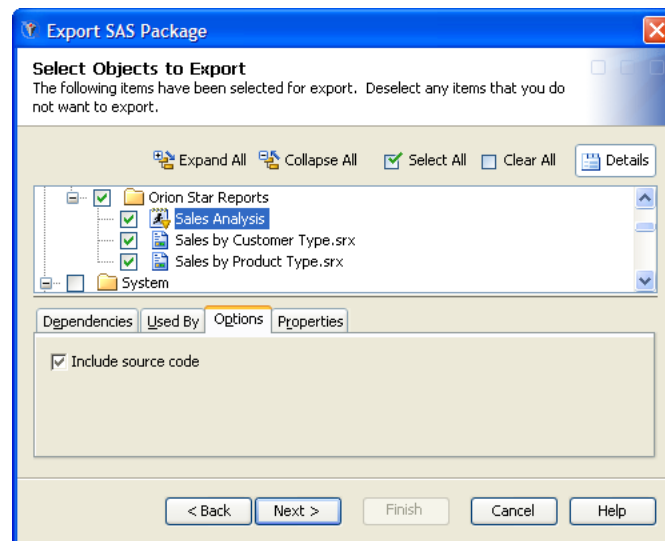 Export SAS Package
Select Objects to Export
The following items have been selected for export. Deselect any items that you do
not want to export.
Expand All Collapse All Select All Clear All Details
Orion Star Reports
Sales Analysis
Sales by Customer Type.srx
Sales by Product Type.srx
System
Dependencies Used By Options Properties
Include source code
< Back Next > Finish Cancel Help